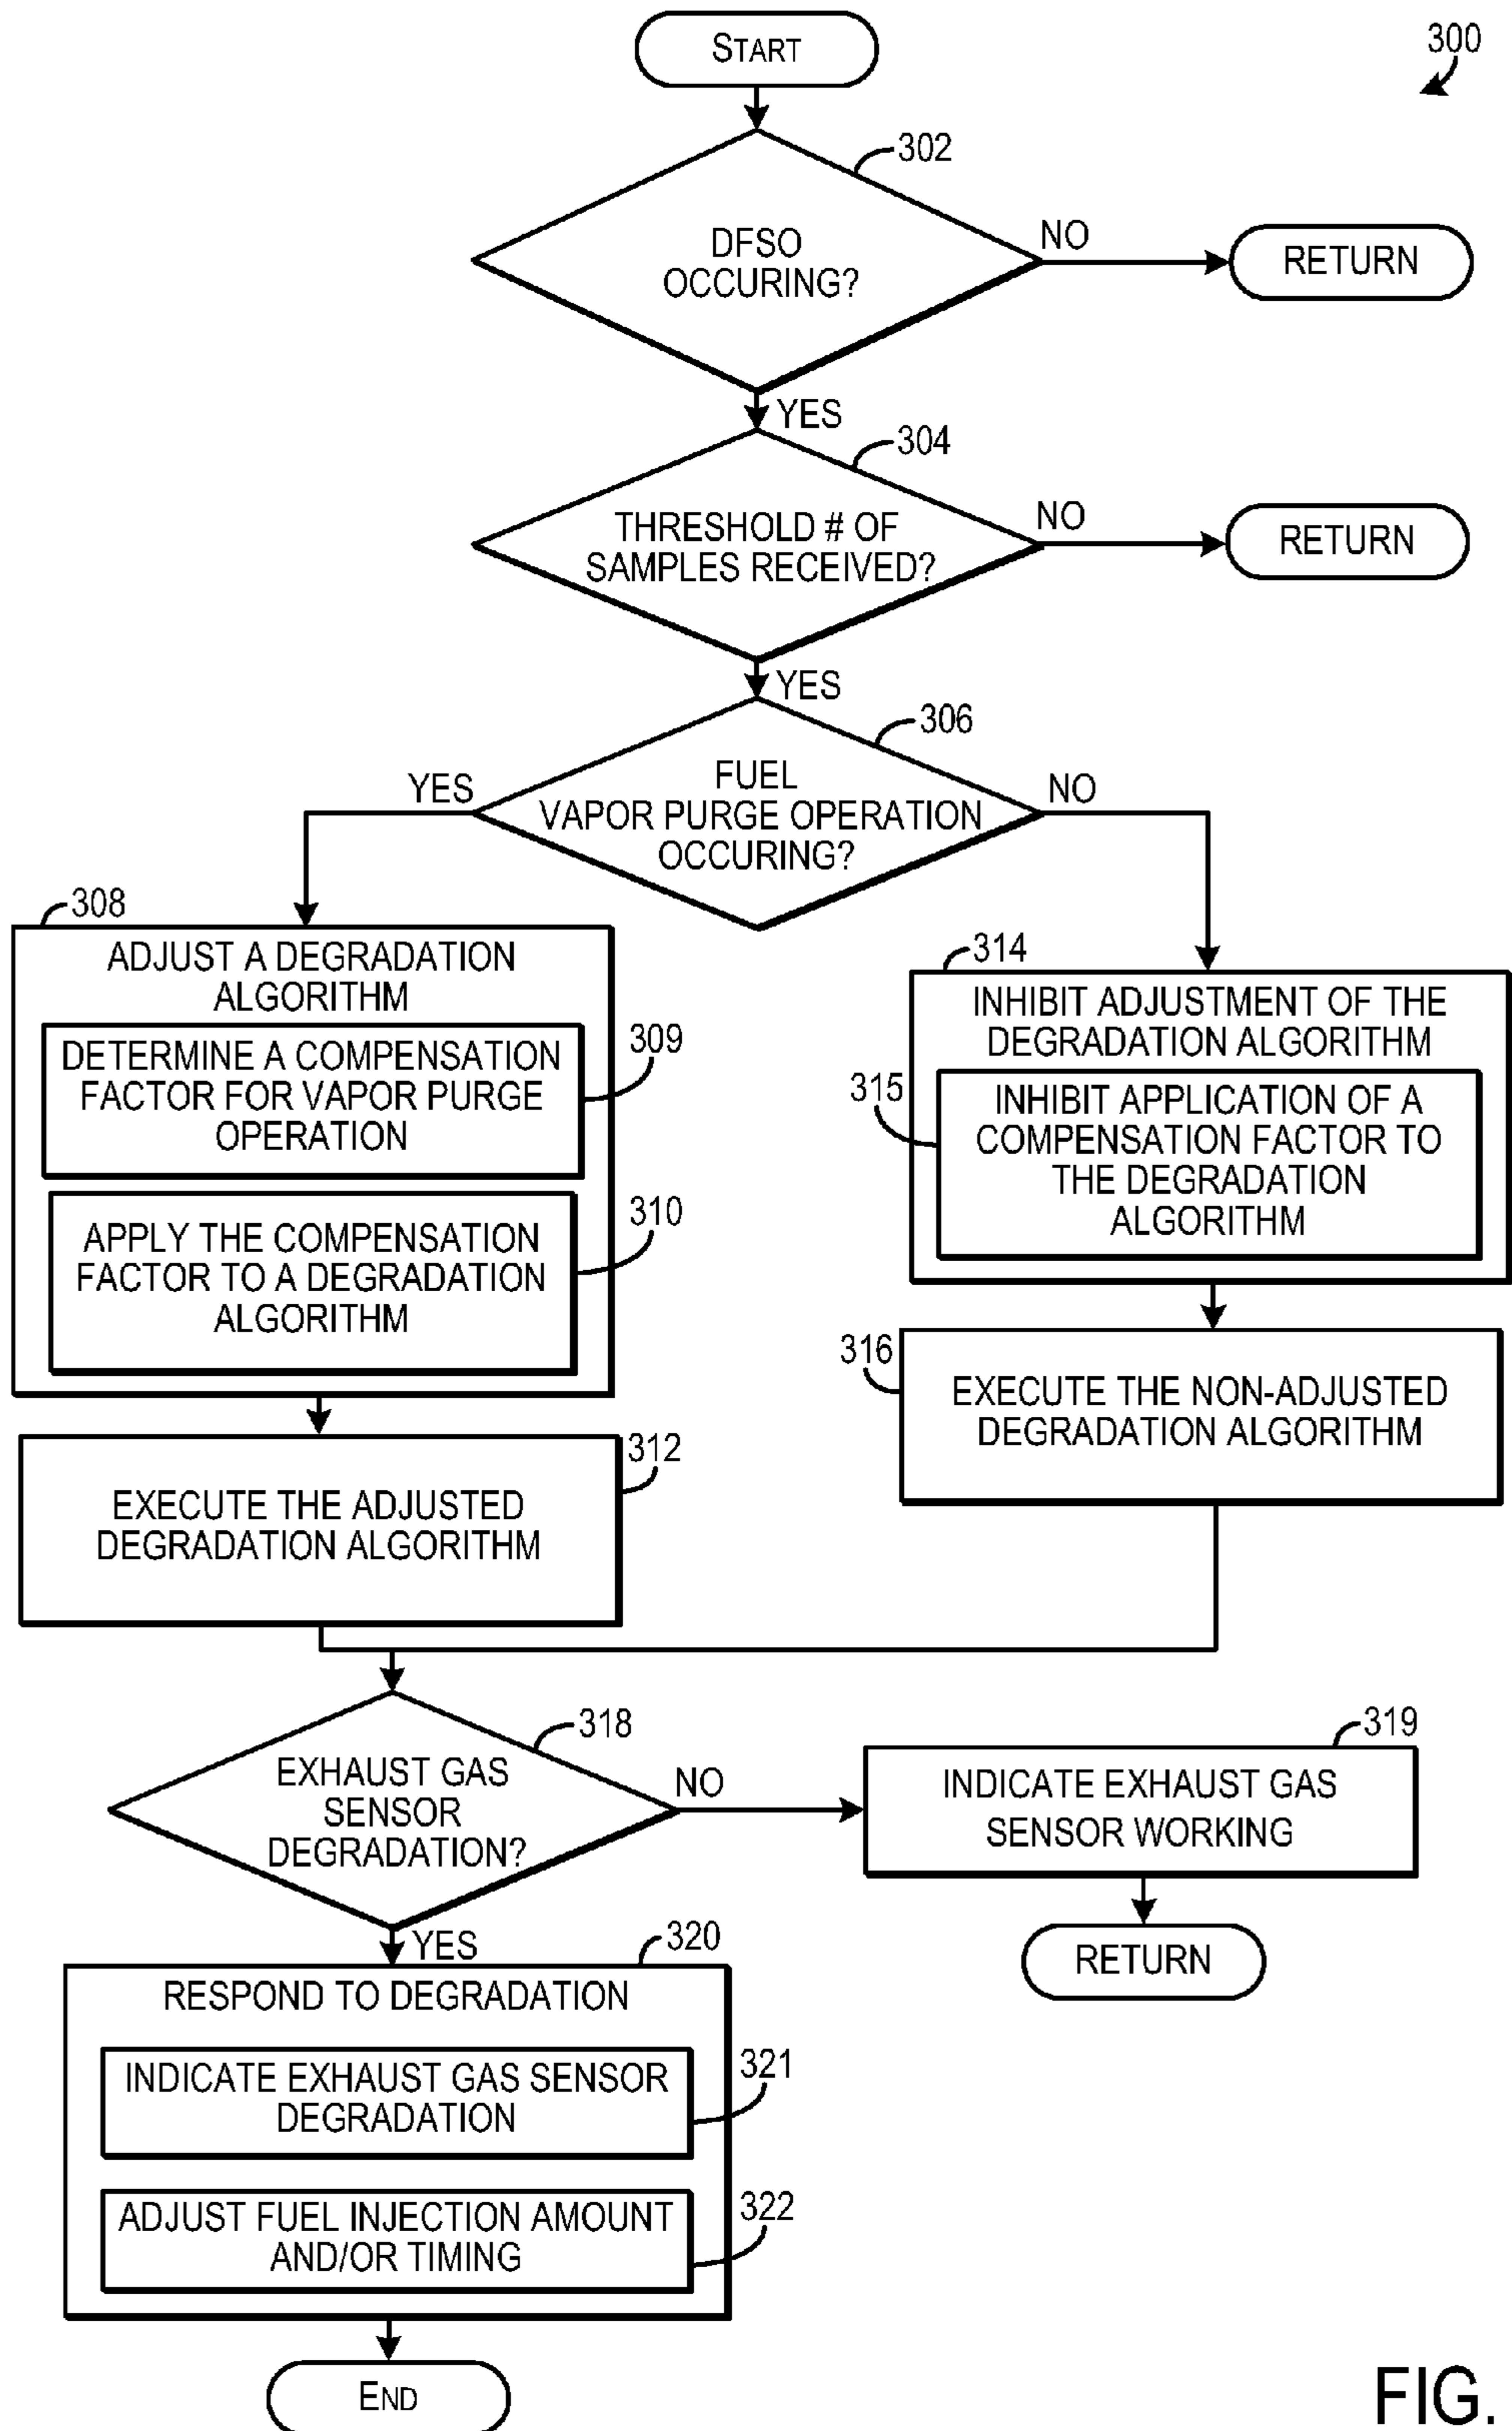 START
300
302
DFSO
OCCURING?
NO
RETURN
YES
304
THRESHOLD # OF
SAMPLES RECEIVED?
NO
RETURN
YES
306
FUEL
VAPOR PURGE OPERATION
OCCURING?
YES
NO
308
ADJUST A DEGRADATION
ALGORITHM
309
DETERMINE A COMPENSATION
FACTOR FOR VAPOR PURGE
OPERATION
310
APPLY THE COMPENSATION
FACTOR TO A DEGRADATION
ALGORITHM
314
INHIBIT ADJUSTMENT OF THE
DEGRADATION ALGORITHM
315
INHIBIT APPLICATION OF A
COMPENSATION FACTOR TO
THE DEGRADATION
ALGORITHM
312
EXECUTE THE ADJUSTED
DEGRADATION ALGORITHM
316
EXECUTE THE NON-ADJUSTED
DEGRADATION ALGORITHM
318
EXHAUST GAS
SENSOR
DEGRADATION?
NO
319
INDICATE EXHAUST GAS
SENSOR WORKING
RETURN
YES
320
RESPOND TO DEGRADATION
321
INDICATE EXHAUST GAS SENSOR
DEGRADATION
322
ADJUST FUEL INJECTION AMOUNT
AND/OR TIMING
END
FIG.